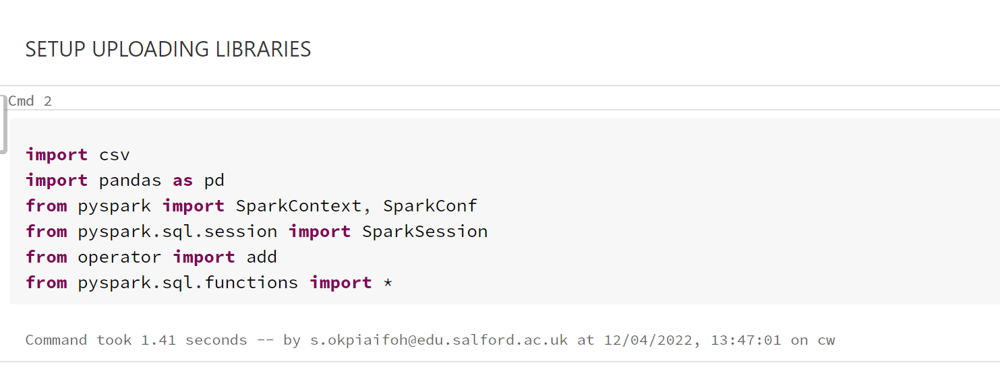 SETUP UPLOADING LIBRARIES
Cmd 2
import csv
import pandas as pd
from pyspark import SparkContext, SparkConf
from pyspark.sql.session import SparkSession
from operator import add
from pyspark.sql.functions import *
Command took 1.41 seconds -- by s.okpiaifoh@edu.salford.ac.uk at 12/04/2022, 13:47:01 on cw